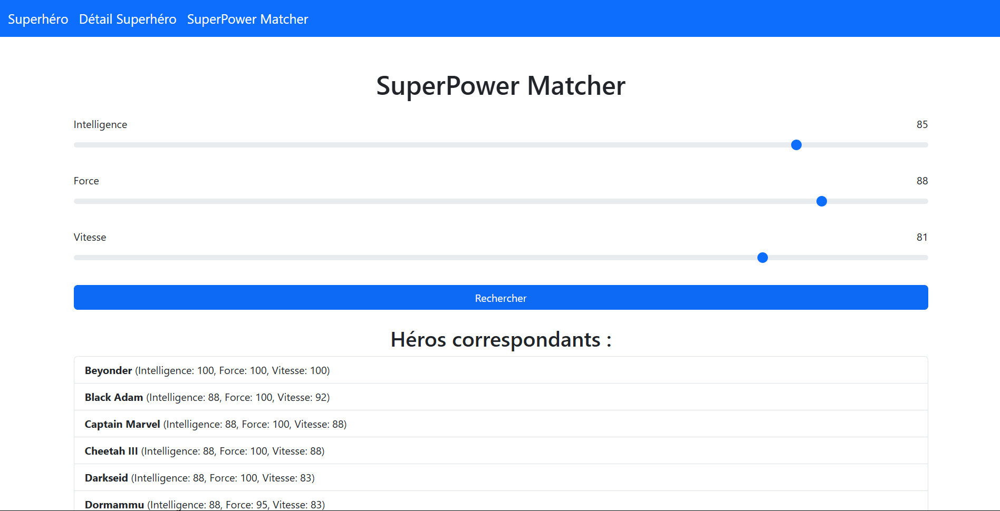 Superhéro Détail Superhéro SuperPower Matcher
SuperPower Matcher
Intelligence 85
Force 88
Vitesse 81
Rechercher
Héros correspondants :
Beyonder (Intelligence: 100, Force: 100, Vitesse: 100)
Black Adam (Intelligence: 88, Force: 100, Vitesse: 92)
Captain Marvel (Intelligence: 88, Force: 100, Vitesse: 88)
Cheetah III (Intelligence: 88, Force: 100, Vitesse: 88)
Darkseid (Intelligence: 88, Force: 100, Vitesse: 83)
Dormammu (Intelligence: 88, Force: 95, Vitesse: 83)